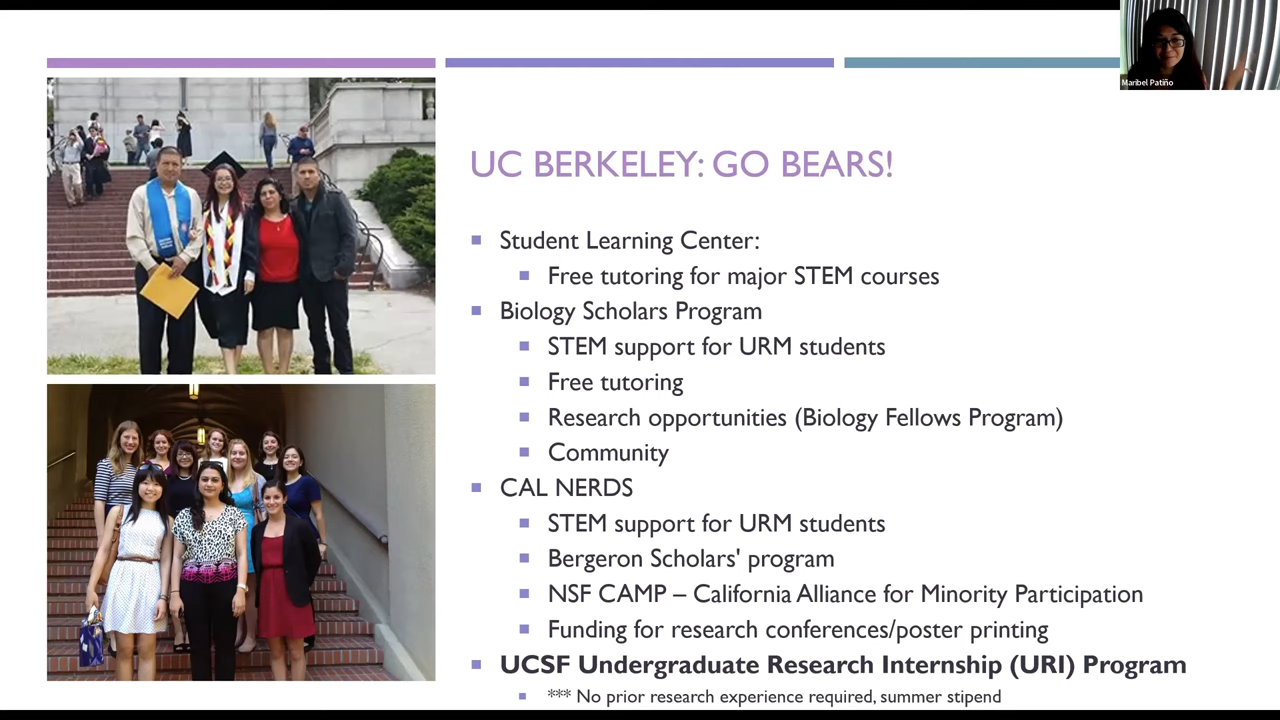 Maribel Patiño
UC BERKELEY: GO BEARS!
Student Learning Center:
Free tutoring for major STEM courses
Biology Scholars Program
STEM support for URM students
Free tutoring
Research opportunities (Biology Fellows Program)
Community
CAL NERDS
STEM support for URM students
Bergeron Scholars' program
NSF CAMP – California Alliance for Minority Participation
Funding for research conferences/poster printing
UCSF Undergraduate Research Internship (URI) Program
*** No prior research experience required, summer stipend